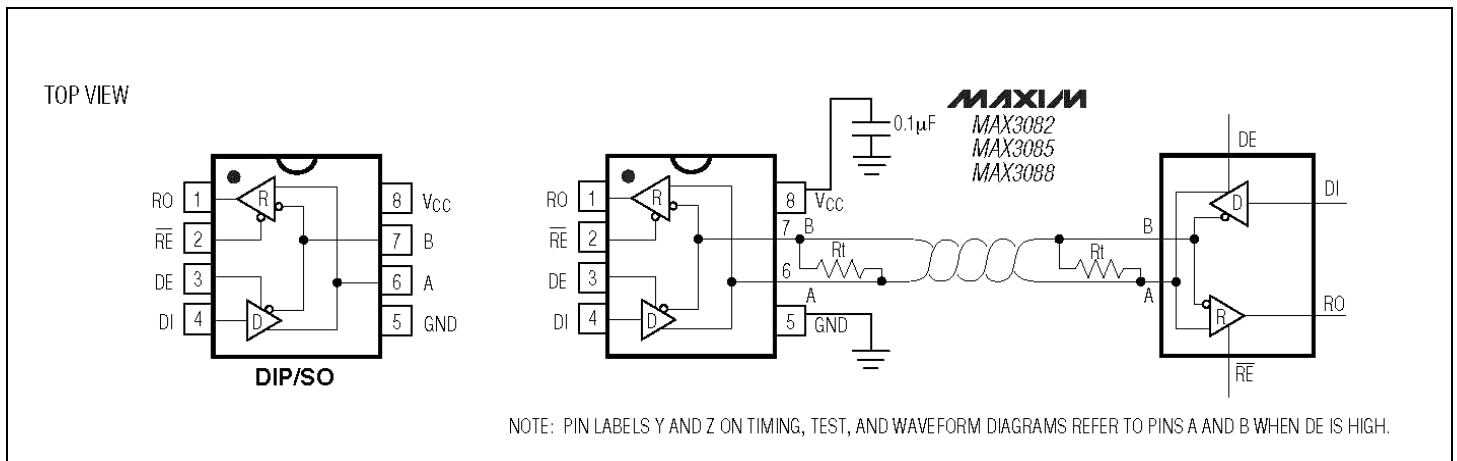 TOP VIEW
RO 1
RE 2
DE 3
DI 4
R
D
8 VCC
7 B
6 A
5 GND
DIP/SO
RO 1
RE 2
DE 3
DI 4
R
D
8 VCC
7 B
6 A
5 GND
0.1µF
Rt
MAXIM
MAX3082
MAX3085
MAX3088
Rt
B
A
DE
D
DI
R
RO
RE
NOTE: PIN LABELS Y AND Z ON TIMING, TEST, AND WAVEFORM DIAGRAMS REFER TO PINS A AND B WHEN DE IS HIGH.